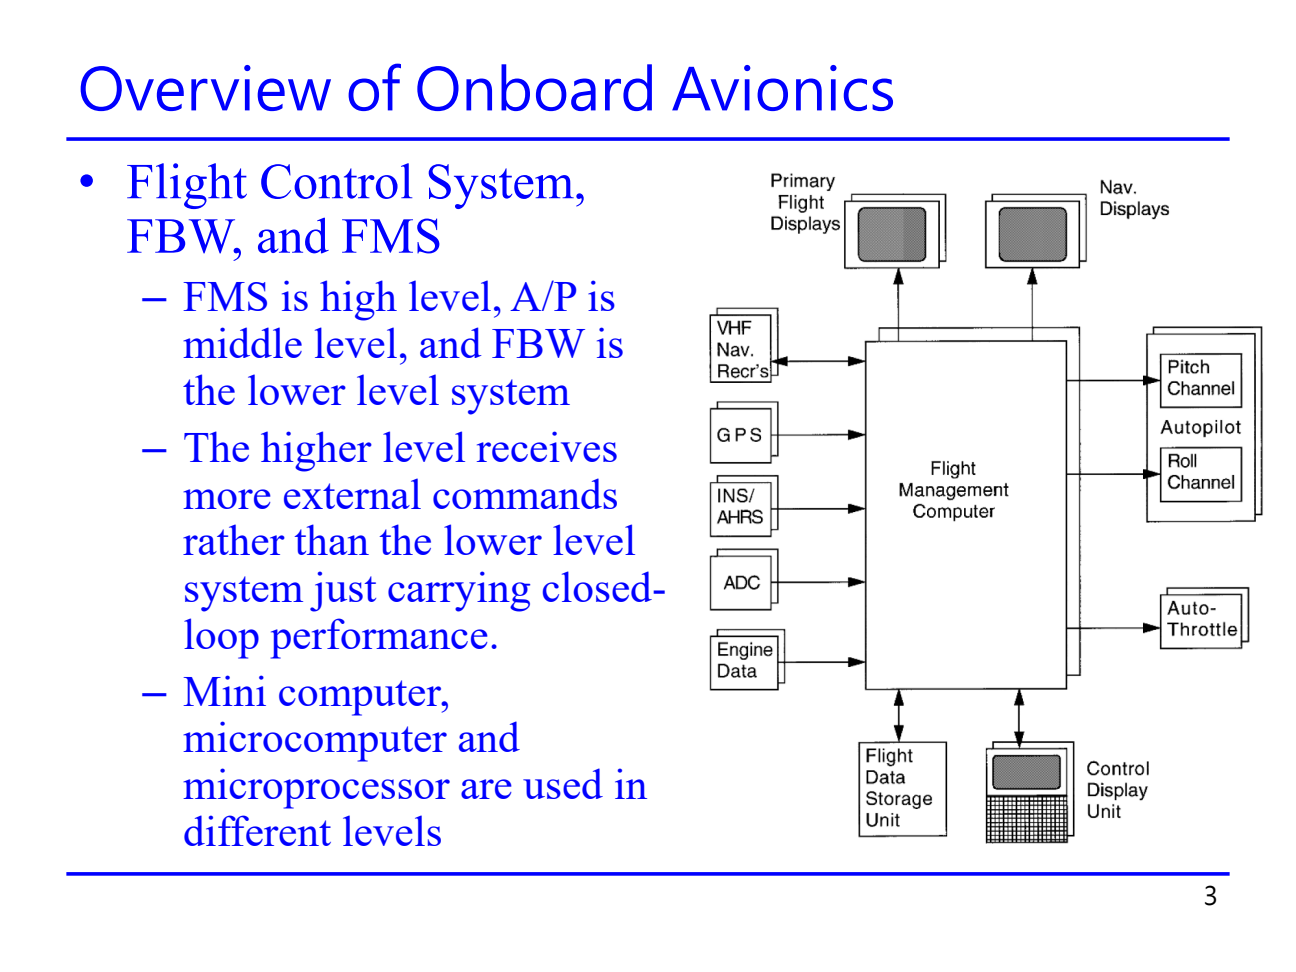 Overview of Onboard Avionics
• Flight Control System,
FBW, and FMS
– FMS is high level, A/P is
middle level, and FBW is
the lower level system
– The higher level receives
more external commands
rather than the lower level
system just carrying closed-
loop performance.
– Mini computer,
microcomputer and
microprocessor are used in
different levels
Primary
Flight
Displays
Nav.
Displays
VHF
Nav.
Recr's
GPS
INS/
AHRS
ADC
Engine
Data
Flight
Management
Computer
Pitch
Channel
Autopilot
Roll
Channel
Auto-
Throttle
Flight
Data
Storage
Unit
Control
Display
Unit
3